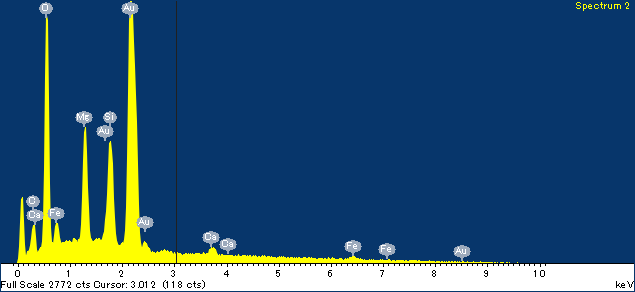 Spectrum 2
O Au
Mg Si
Au
O
Ca Fe
Au
Ca Ca
Fe Fe Au
0 1 2 3 4 5 6 7 8 9 10
Full Scale 2772 cts Cursor: 3.012 (118 cts) keV